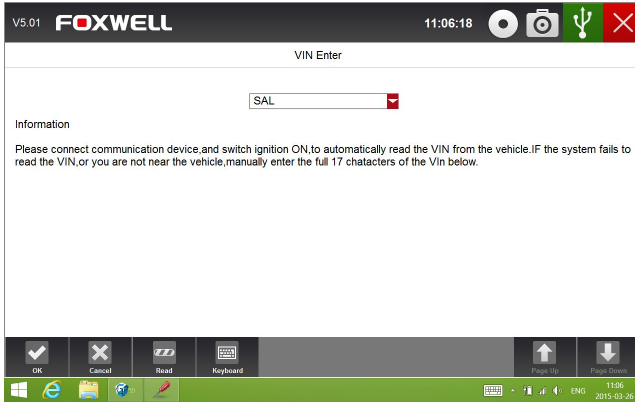 V5.01 FOXWELL 11:06:18
VIN Enter
SAL
Information
Please connect communication device,and switch ignition ON,to automatically read the VIN from the vehicle.IF the system fails to
read the VIN,or you are not near the vehicle,manually enter the full 17 chatacters of the VIn below.
OK Cancel Read Keyboard Page Up Page Down
ENG 11:06
2015-03-26